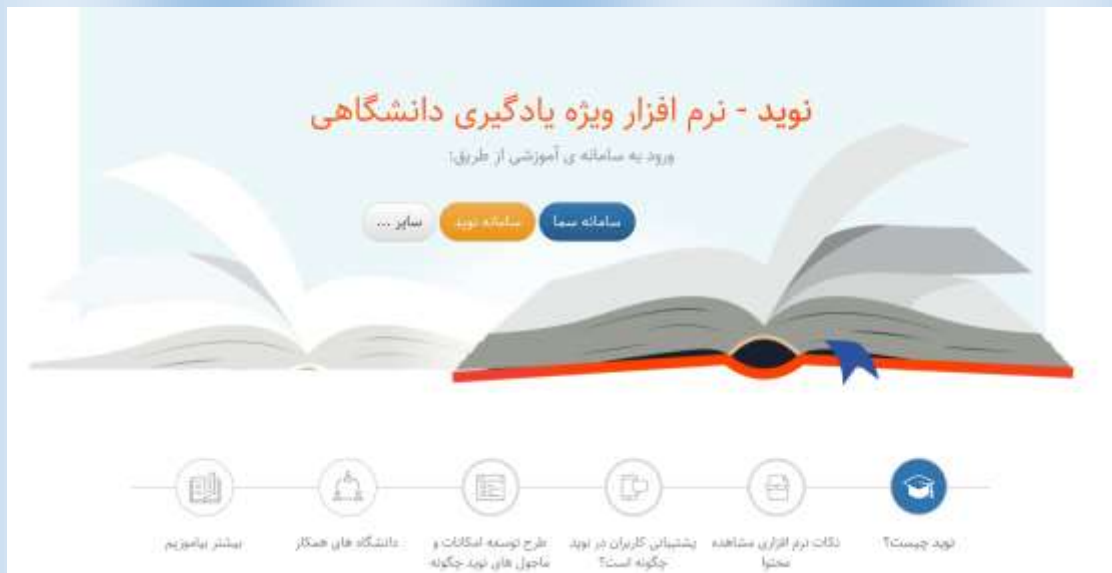 نوید - نرم افزار ویژه یادگیری دانشگاهی
ورود به سامانه ی آموزشی از طریق:
سامانه سما
سامانه نوید
سایر ...
نوید چیست؟
نکات نرم افزاری مشاهده
محتوا
پشتیبانی کاربران در نوید
چگونه است؟
طرح توسعه امکانات و
ماجول های نوید چگونه
دانشگاه های همکار
بیشتر بیاموزیم